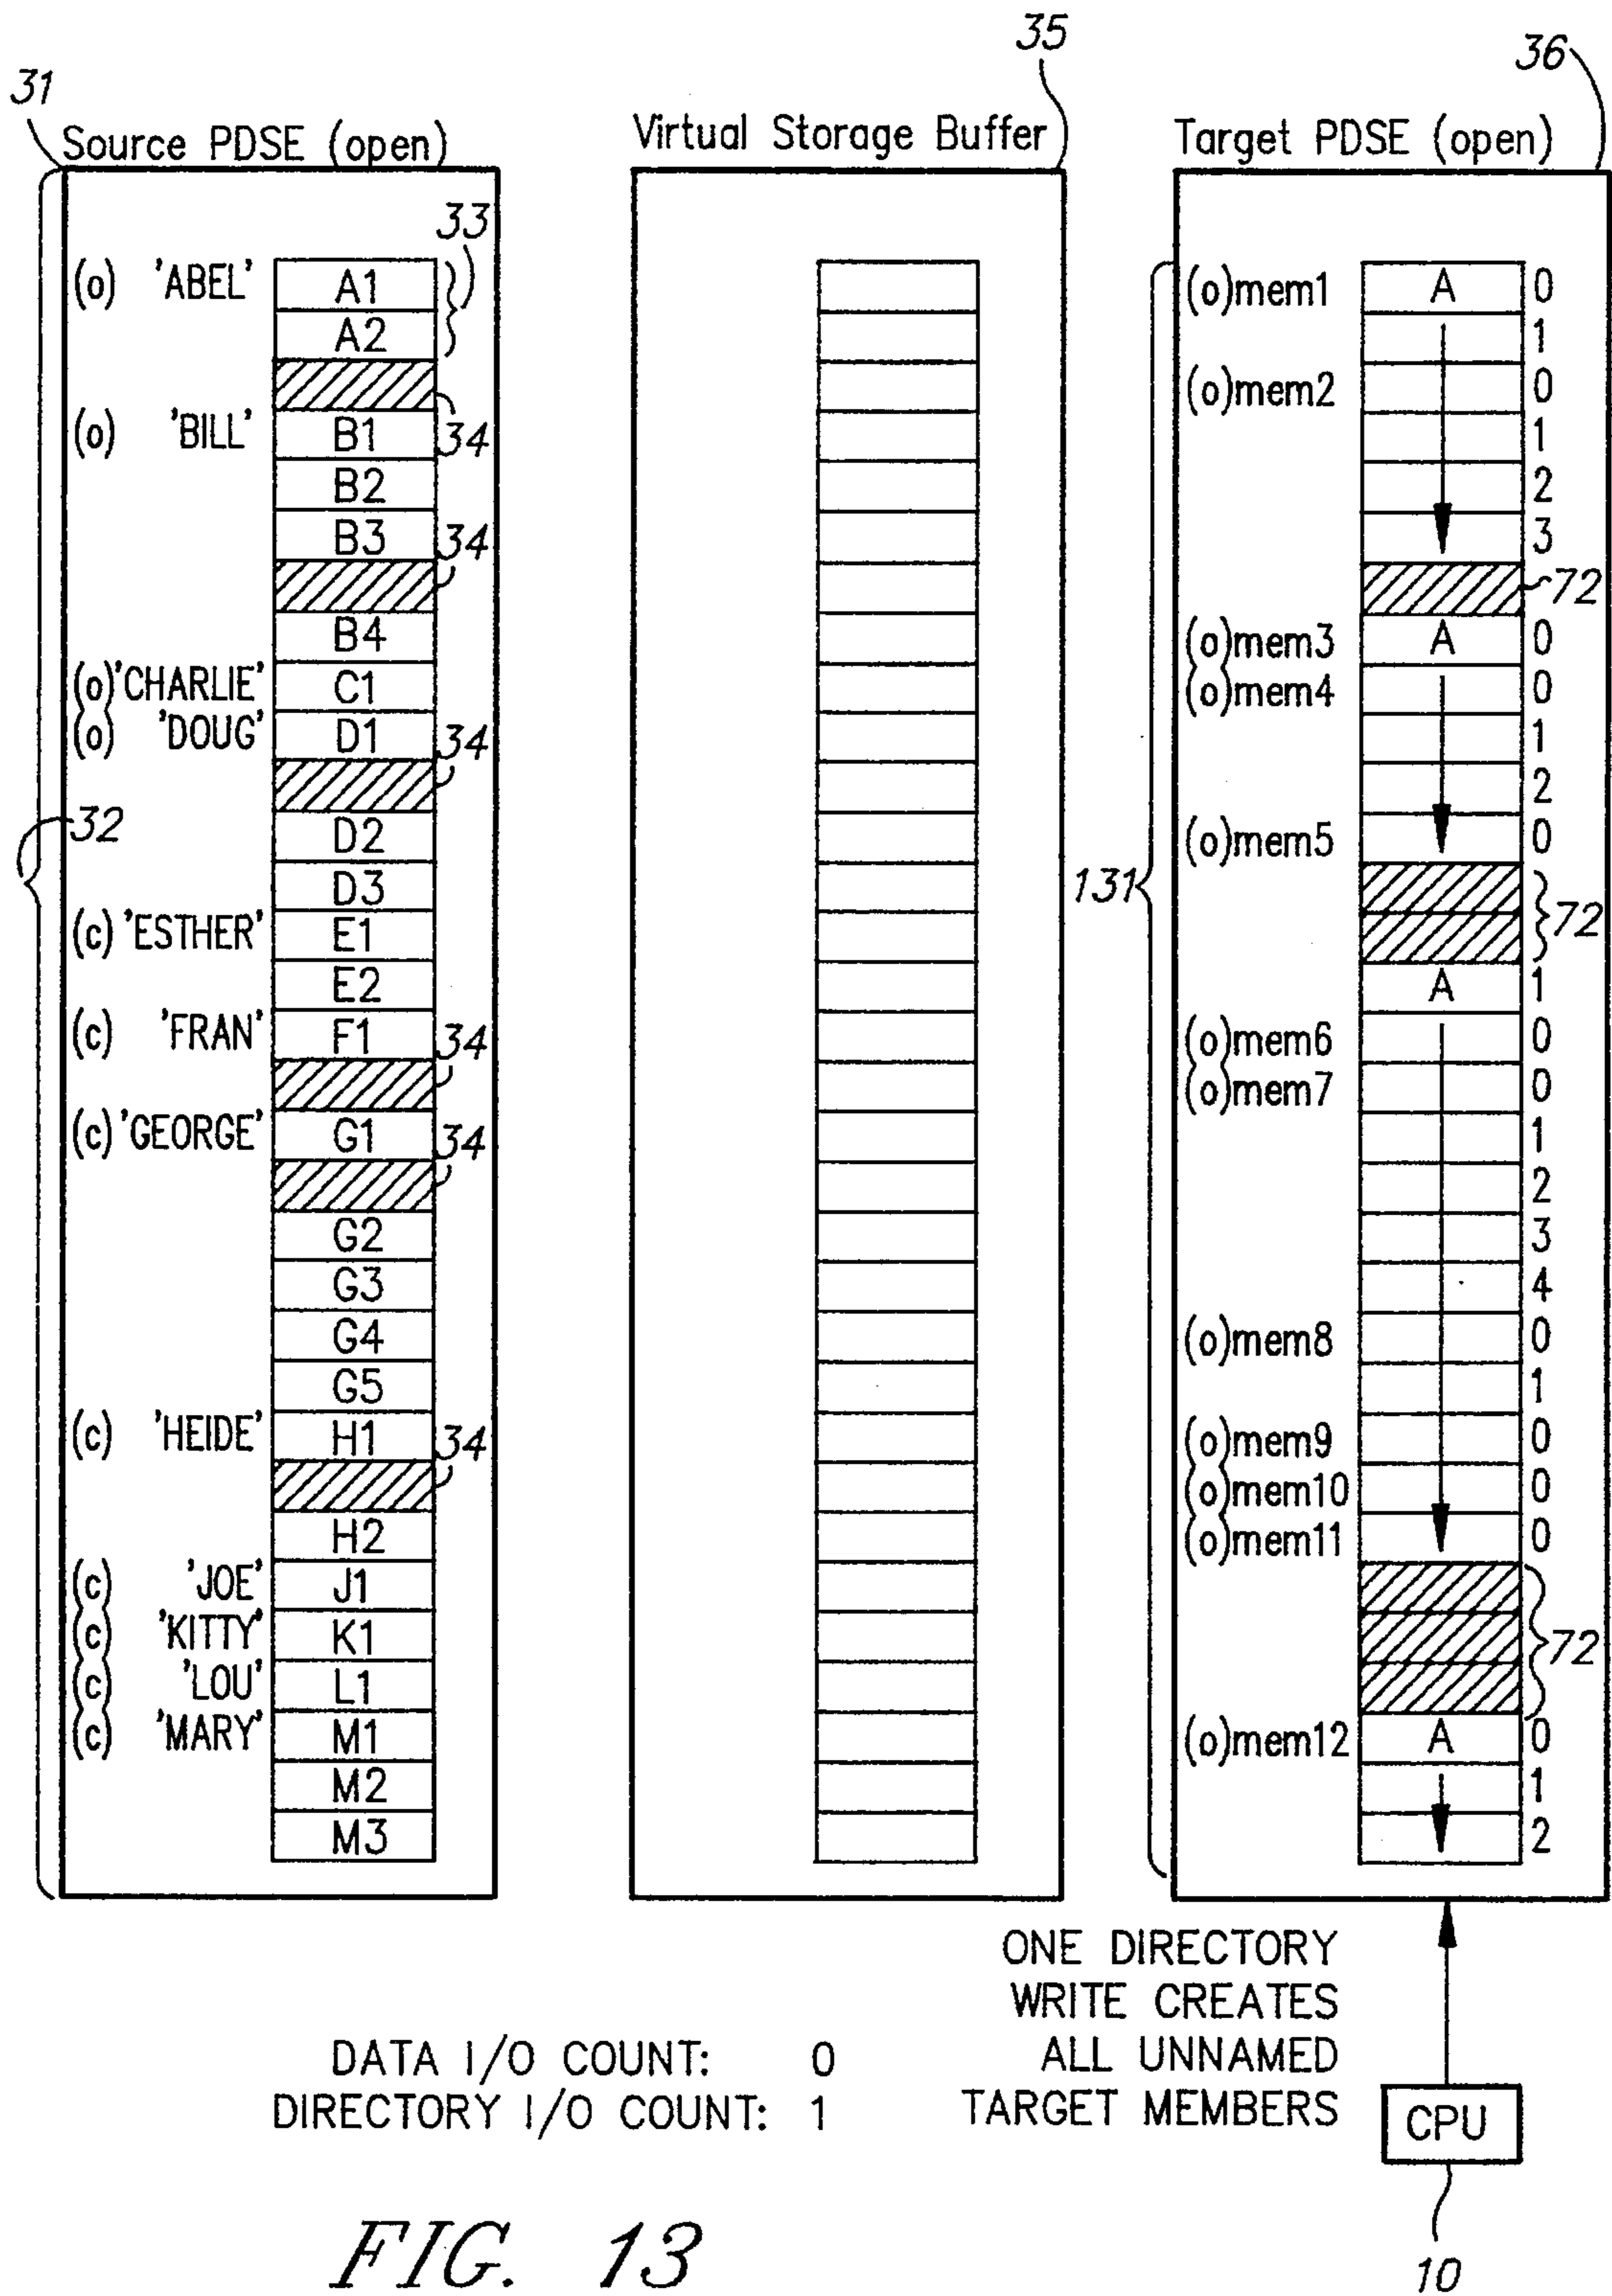 35
36
31
Source PDSE (open)
Virtual Storage Buffer
Target PDSE (open)
33
(o) 'ABEL' A1
A2
34
(o) 'BILL' B1
B2
B3
34
B4
(o) 'CHARLIE' C1
(o) 'DOUG' D1
34
32
D2
D3
(c) 'ESTHER' E1
E2
(c) 'FRAN' F1
34
(c) 'GEORGE' G1
34
G2
G3
G4
G5
(c) 'HEIDE' H1
34
H2
(c) 'JOE' J1
(c) 'KITTY' K1
(c) 'LOU' L1
(c) 'MARY' M1
M2
M3
131
(o)mem1 A 0
1
(o)mem2 0
1
2
3
72
(o)mem3 A 0
(o)mem4 0
1
2
(o)mem5 0
72
A 1
(o)mem6 0
(o)mem7 0
1
2
3
4
(o)mem8 0
1
(o)mem9 0
(o)mem10 0
(o)mem11 0
72
(o)mem12 A 0
1
2
ONE DIRECTORY
WRITE CREATES
ALL UNNAMED
TARGET MEMBERS
DATA I/O COUNT: 0
DIRECTORY I/O COUNT: 1
CPU
10
FIG. 13